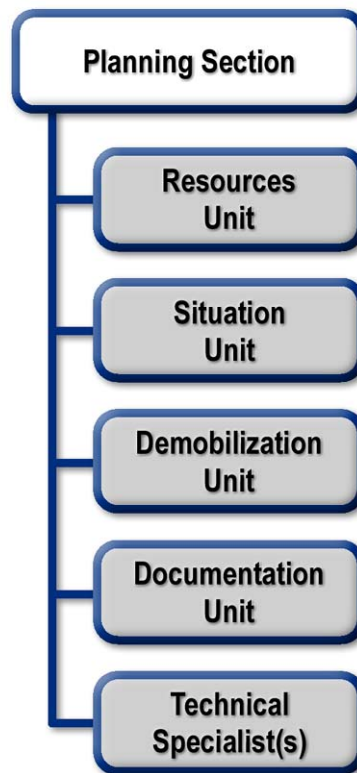 Planning Section
Resources
Unit
Situation
Unit
Demobilization
Unit
Documentation
Unit
Technical
Specialist(s)